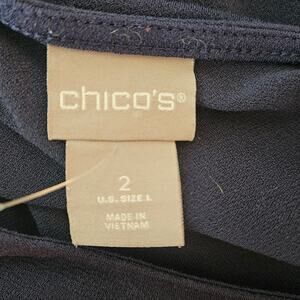 chico's®
2
U.S. SIZE L
MADE IN
VIETNAM